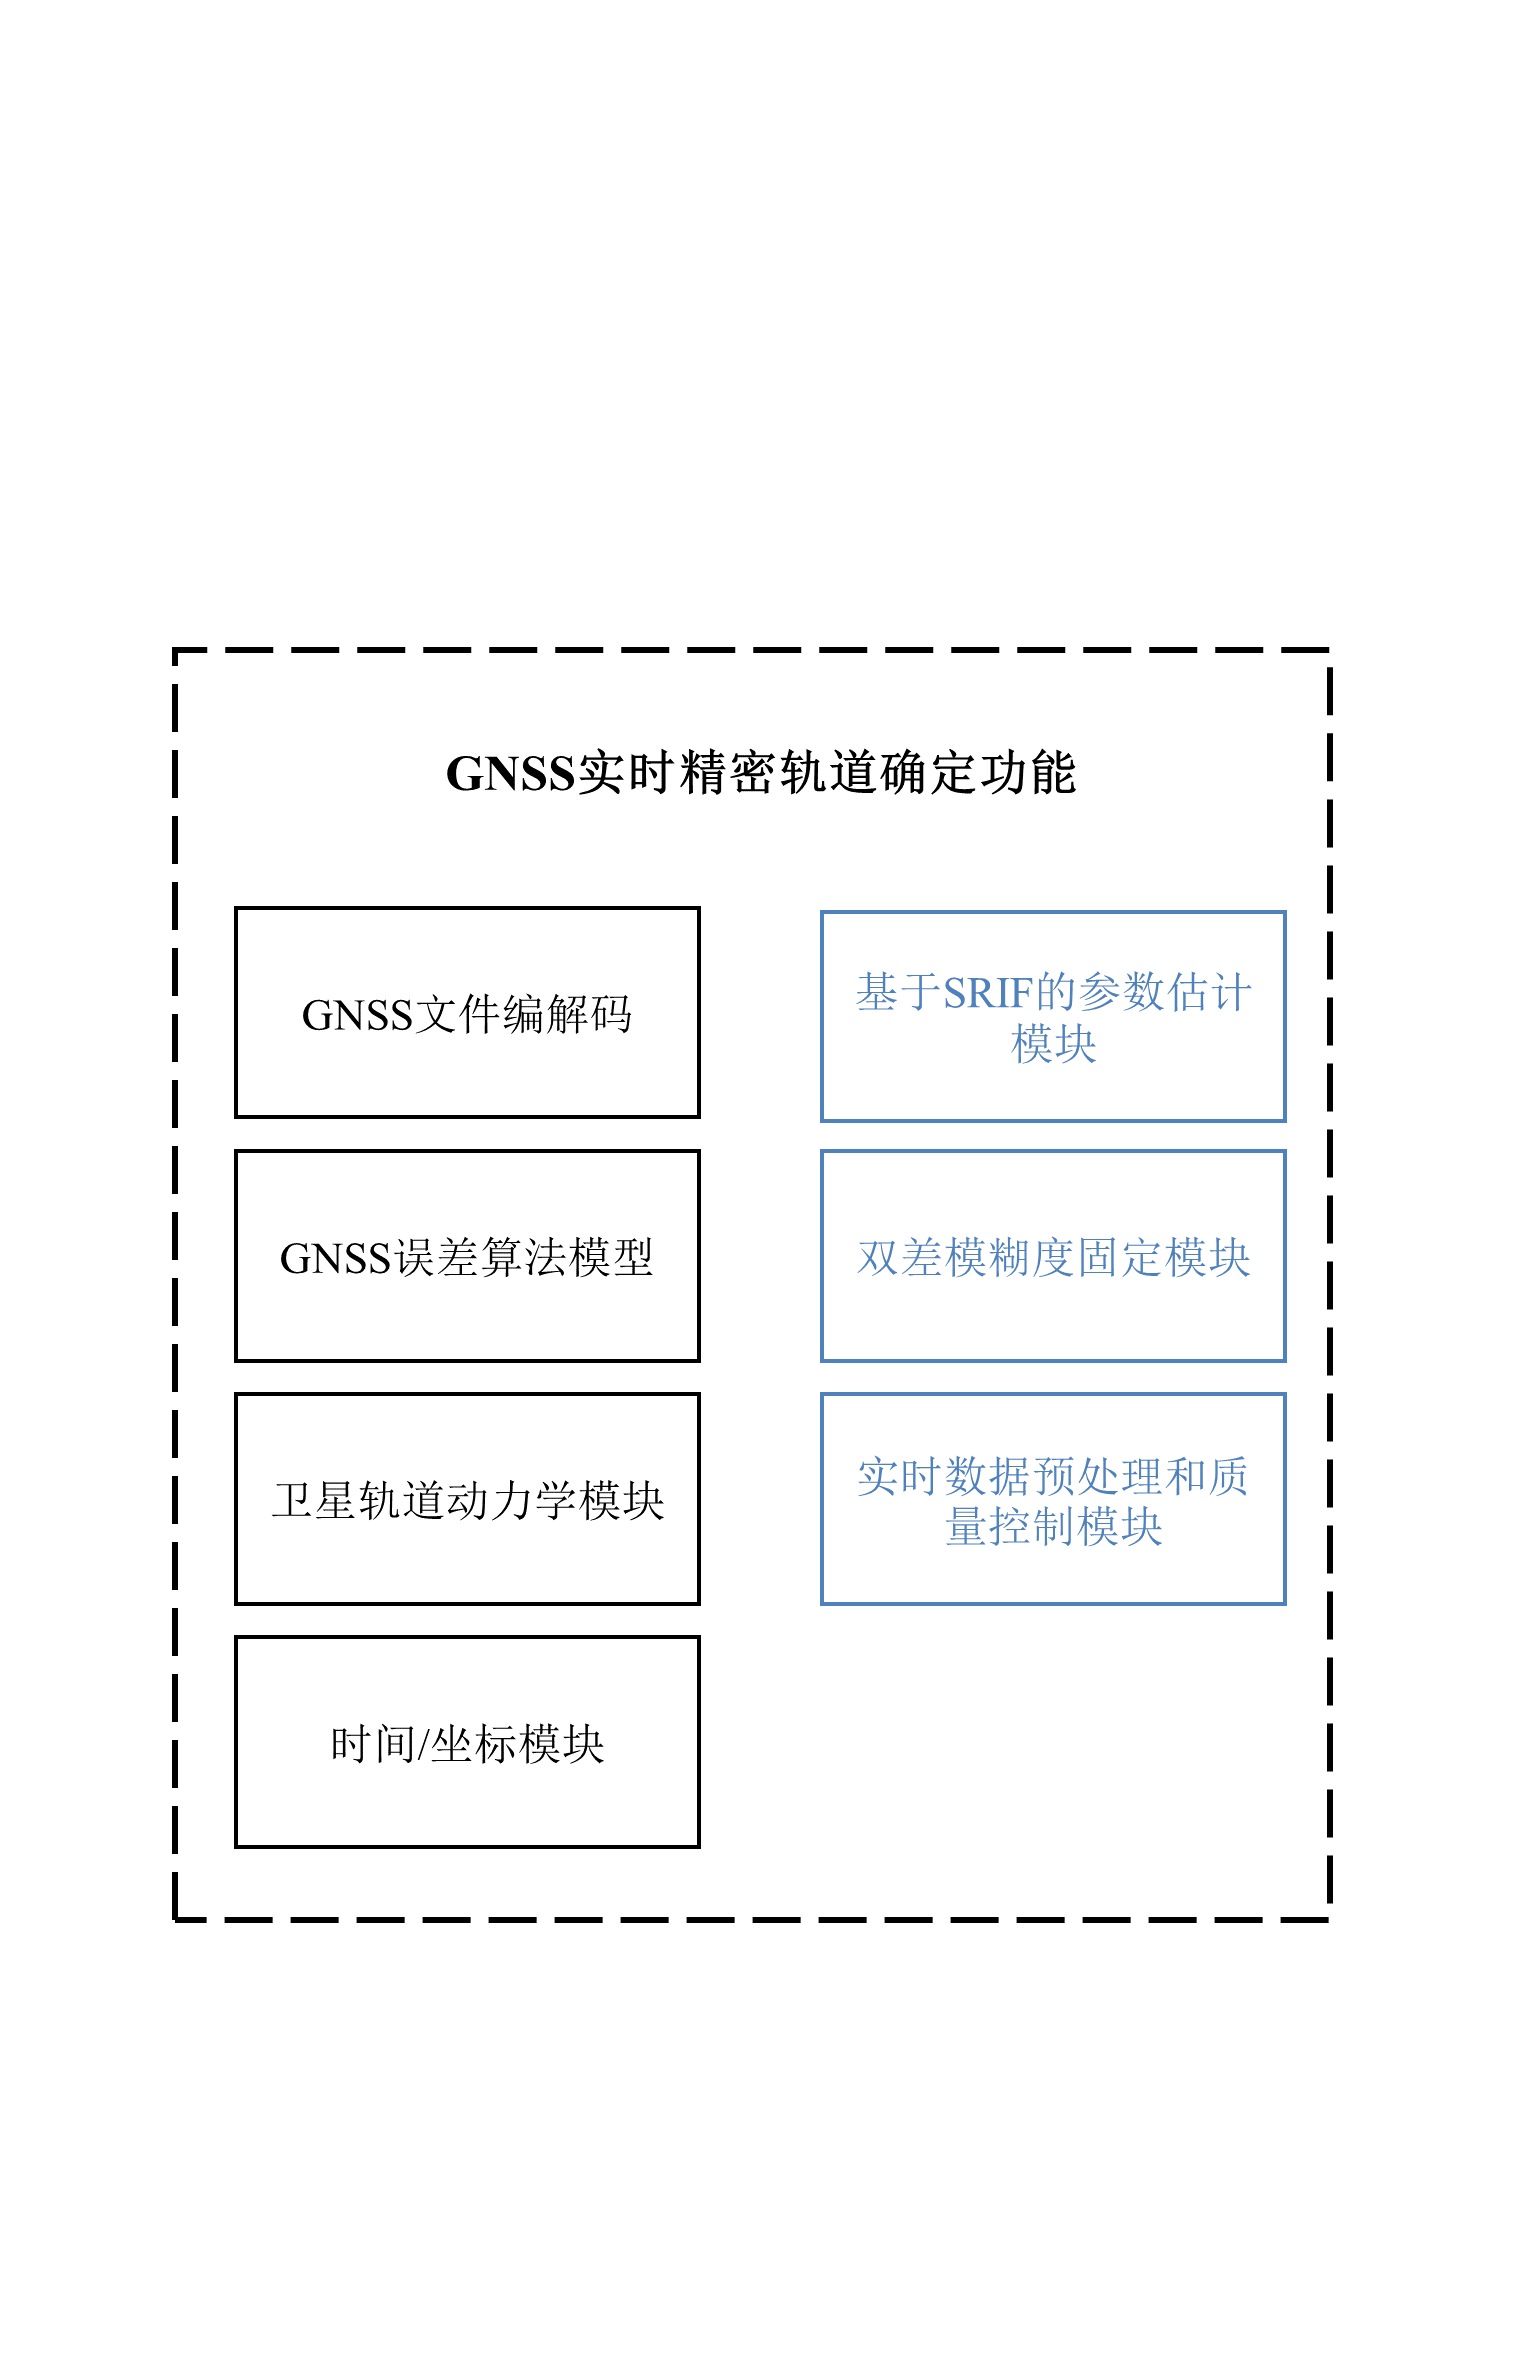 GNSS实时精密轨道确定功能
GNSS文件编解码
GNSS误差算法模型
卫星轨道动力学模块
时间/坐标模块
基于SRIF的参数估计
模块
双差模糊度固定模块
实时数据预处理和质
量控制模块